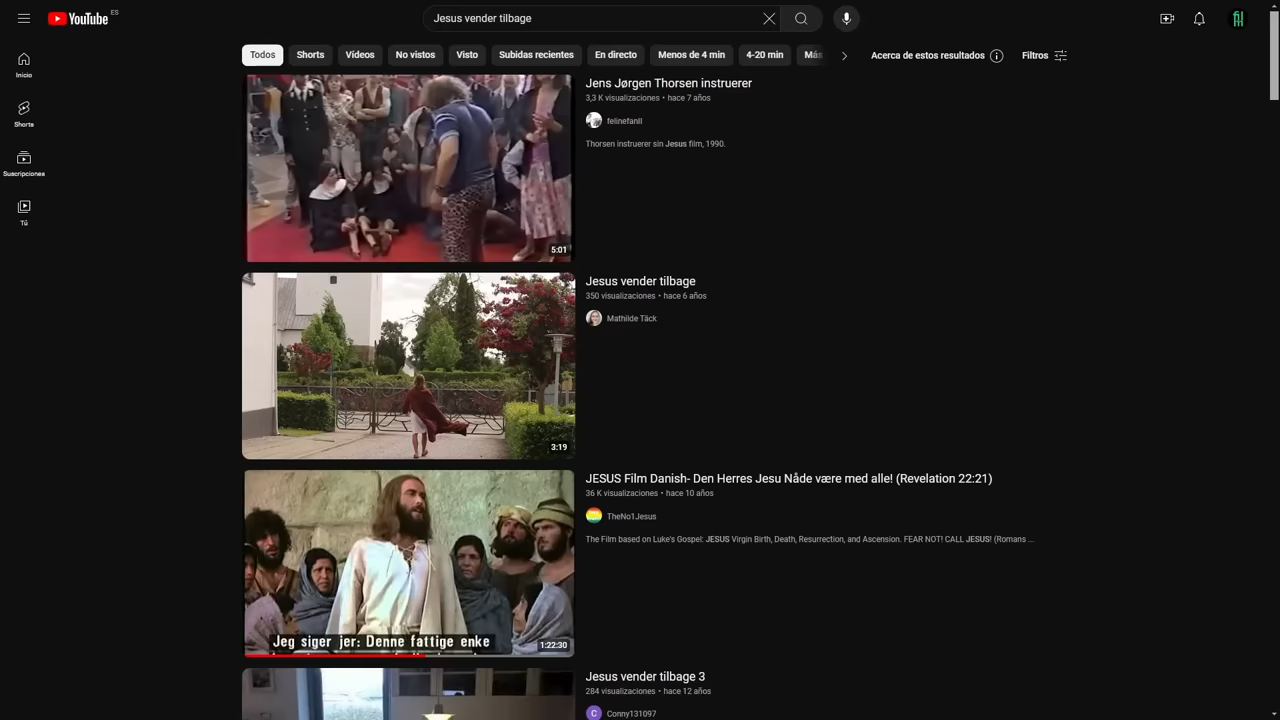 YouTube ES
Jesus vender tilbage
Todos
Shorts
Vídeos
No vistos
Visto
Subidas recientes
En directo
Menos de 4 min
4-20 min
Más
Acerca de estos resultados
Filtros
Inicio
Shorts
Suscripciones
Tú
5:01
Jens Jørgen Thorsen instruerer
3,3 K visualizaciones • hace 7 años
felinefanil
Thorsen instruerer sin Jesus film, 1990.
3:19
Jesus vender tilbage
350 visualizaciones • hace 6 años
Mathilde Täck
Jeg siger jer: Denne fattige enke
1:22:30
JESUS Film Danish- Den Herres Jesu Nåde være med alle! (Revelation 22:21)
36 K visualizaciones • hace 10 años
TheNo1Jesus
The Film based on Luke's Gospel: JESUS Virgin Birth, Death, Resurrection, and Ascension. FEAR NOT! CALL JESUS! (Romans ...
Jesus vender tilbage 3
284 visualizaciones • hace 12 años
C
Conny131097